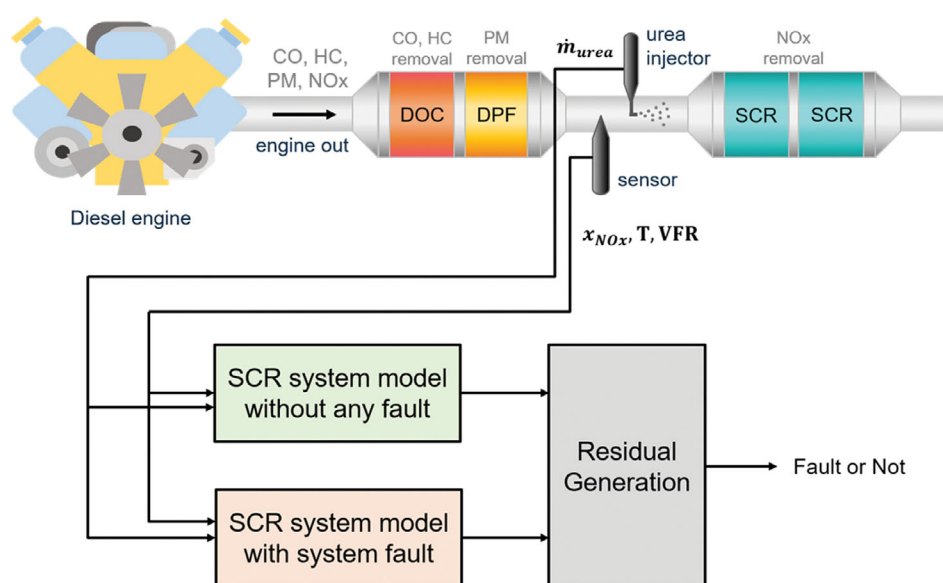 CO, HC,
PM, NOx
engine out
Diesel engine
CO, HC
removal
PM
removal
DOC
DPF
ṁ_urea
urea
injector
sensor
x_NOx, T, VFR
NOx
removal
SCR
SCR
SCR system model
without any fault
SCR system model
with system fault
Residual
Generation
Fault or Not